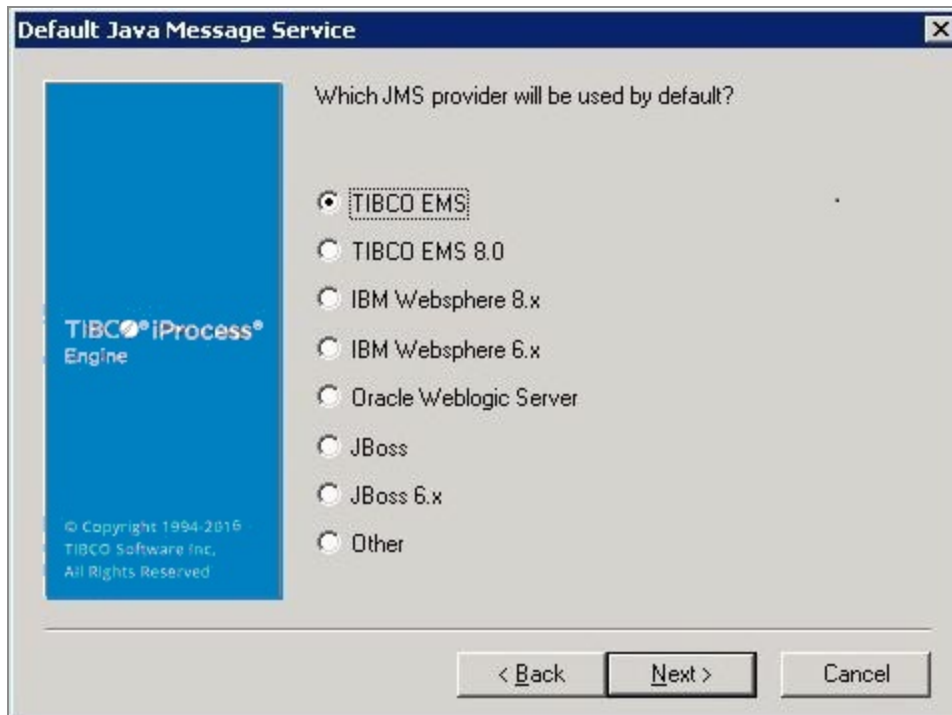 Default Java Message Service
Which JMS provider will be used by default?
TIBCO EMS
TIBCO EMS 8.0
IBM Websphere 8.x
IBM Websphere 6.x
Oracle Weblogic Server
JBoss
JBoss 6.x
Other
TIBCO® iProcess®
Engine
© Copyright 1994-2016
TIBCO Software Inc.
All Rights Reserved
< Back
Next >
Cancel